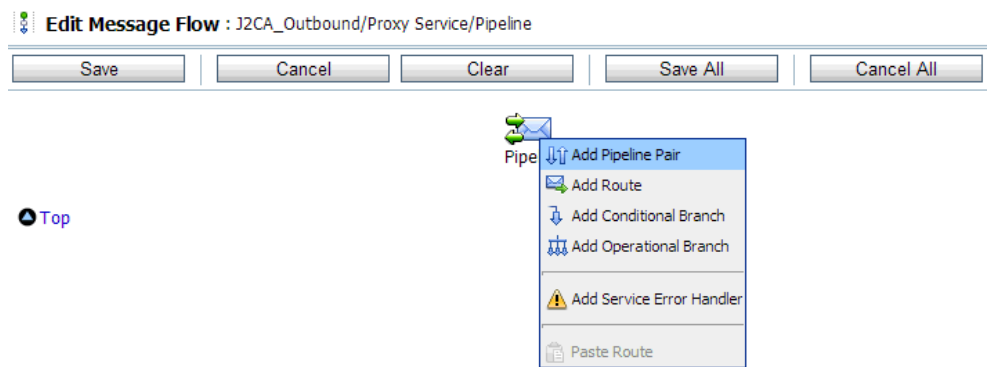 Edit Message Flow : J2CA_Outbound/Proxy Service/Pipeline
Save Cancel Clear Save All Cancel All
Pipe
Add Pipeline Pair
Add Route
Top
Add Conditional Branch
Add Operational Branch
Add Service Error Handler
Paste Route